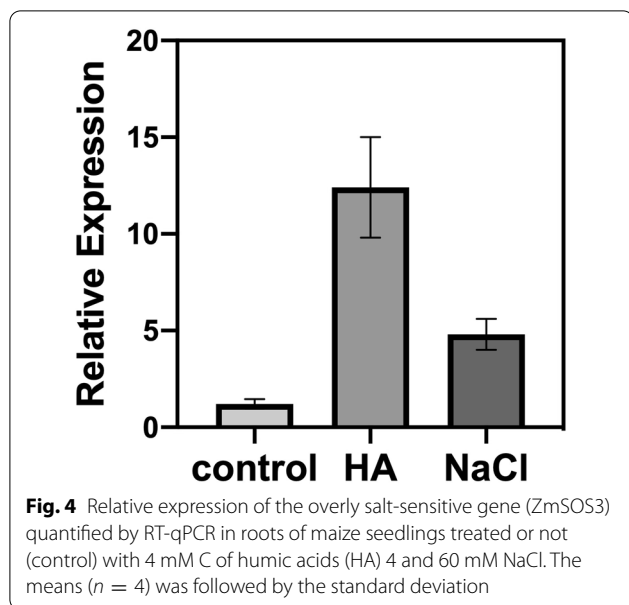 20
15
10
5
0
Relative Expression
control HA NaCl
Fig. 4 Relative expression of the overly salt-sensitive gene (ZmSOS3)
quantified by RT-qPCR in roots of maize seedlings treated or not
(control) with 4 mM C of humic acids (HA) 4 and 60 mM NaCl. The
means (n = 4) was followed by the standard deviation